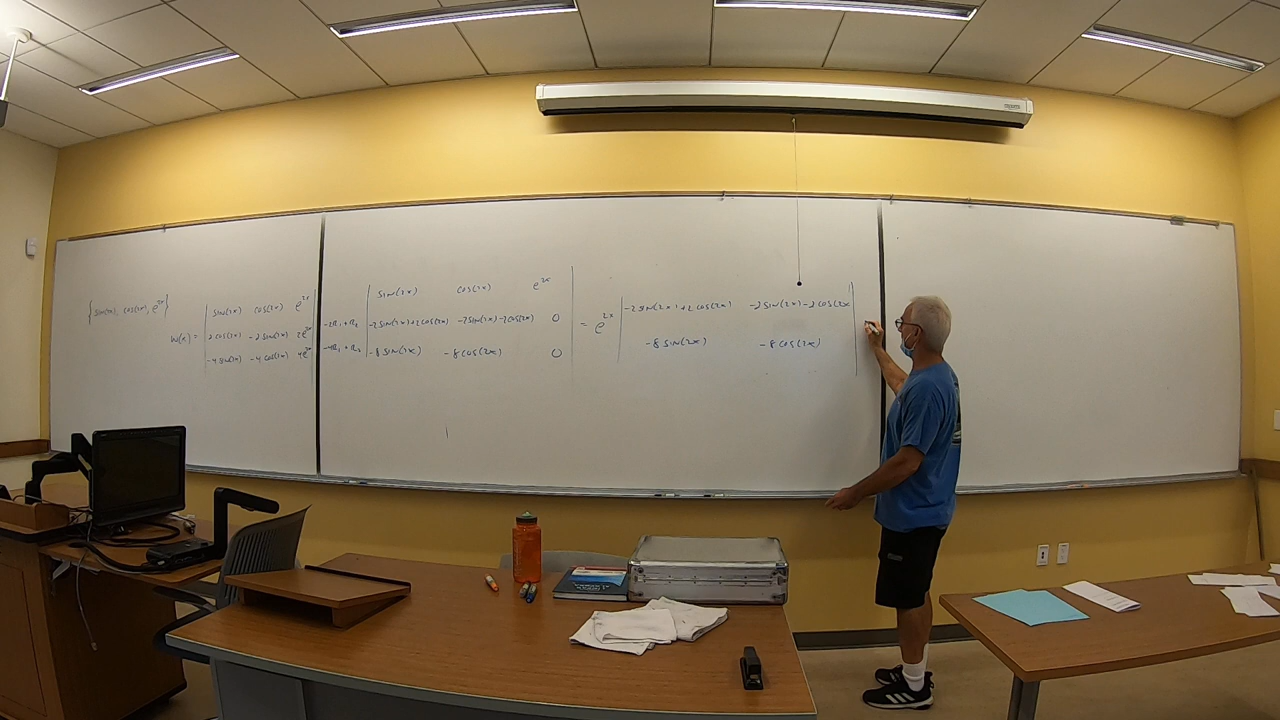 {sin(2x), cos(2x), e^{2x}}
W(x) = | sin(2x) cos(2x) e^{2x} |
| 2cos(2x) -2sin(2x) 2e^{2x} |
| -4sin(2x) -4cos(2x) 4e^{2x} |
-2R₁+R₂
-4R₁+R₃
| sin(2x) cos(2x) e^{2x} |
| -2sin(2x)+2cos(2x) -2sin(2x)-2cos(2x) 0 |
| -8sin(2x) -8cos(2x) 0 |
= e^{2x} | -2sin(2x)+2cos(2x) -2sin(2x)-2cos(2x |
| -8sin(2x) -8cos(2x) |